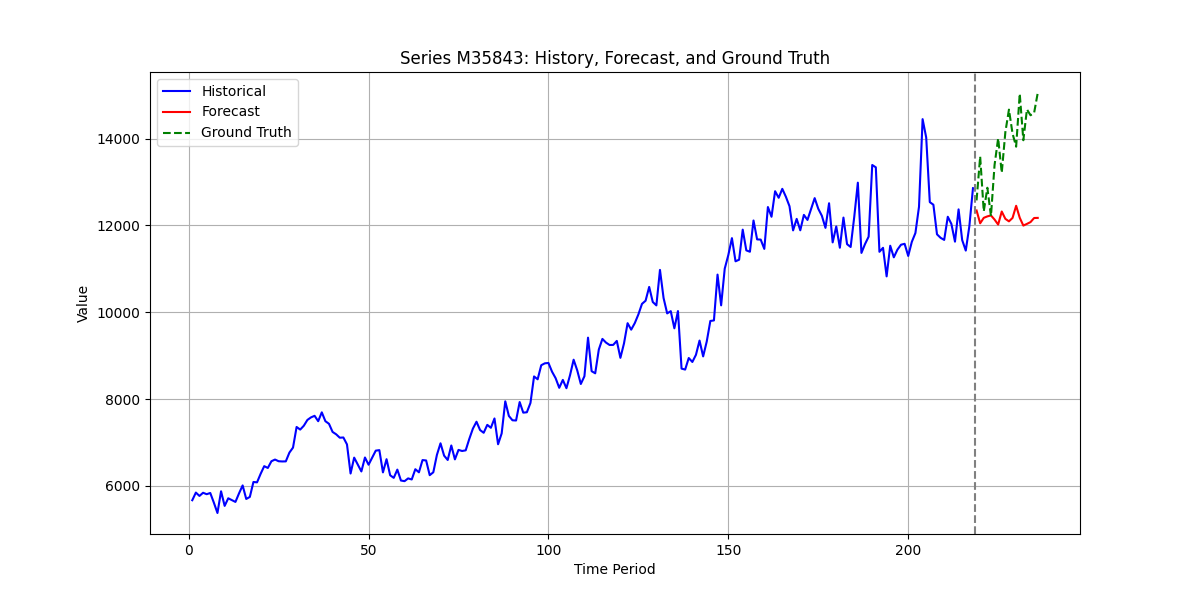 Series M35843: History, Forecast, and Ground Truth
Historical
Forecast
Ground Truth
14000
12000
10000
8000
6000
Value
0 50 100 150 200
Time Period